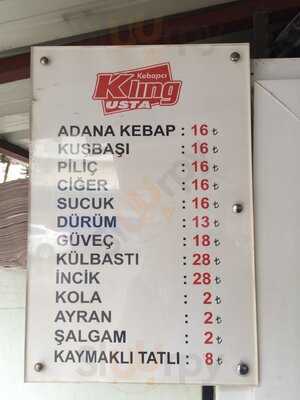 Kebapçı
Kling
USTA
ADANA KEBAP : 16 ₺
KUŞBAŞI : 16 ₺
PİLİÇ : 16 ₺
CİĞER : 16 ₺
SUCUK : 16 ₺
DÜRÜM : 13 ₺
GÜVEÇ : 18 ₺
KÜLBASTI : 28 ₺
İNCİK : 28 ₺
KOLA : 2 ₺
AYRAN : 2 ₺
ŞALGAM : 2 ₺
KAYMAKLI TATLI : 8 ₺